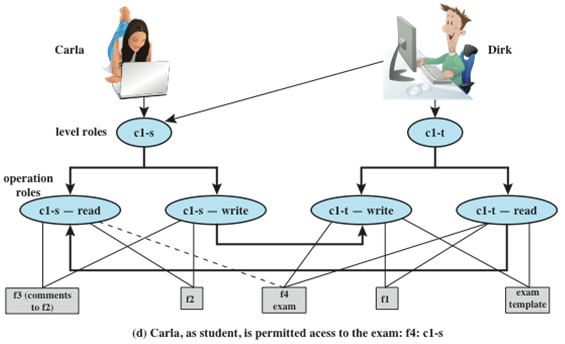 Carla
Dirk
level roles
c1-s
c1-t
operation
roles
c1-s — read
c1-s — write
c1-t — write
c1-t — read
f3 (comments
to f2)
f2
f4
exam
f1
exam
template
(d) Carla, as student, is permitted acess to the exam: f4: c1-s